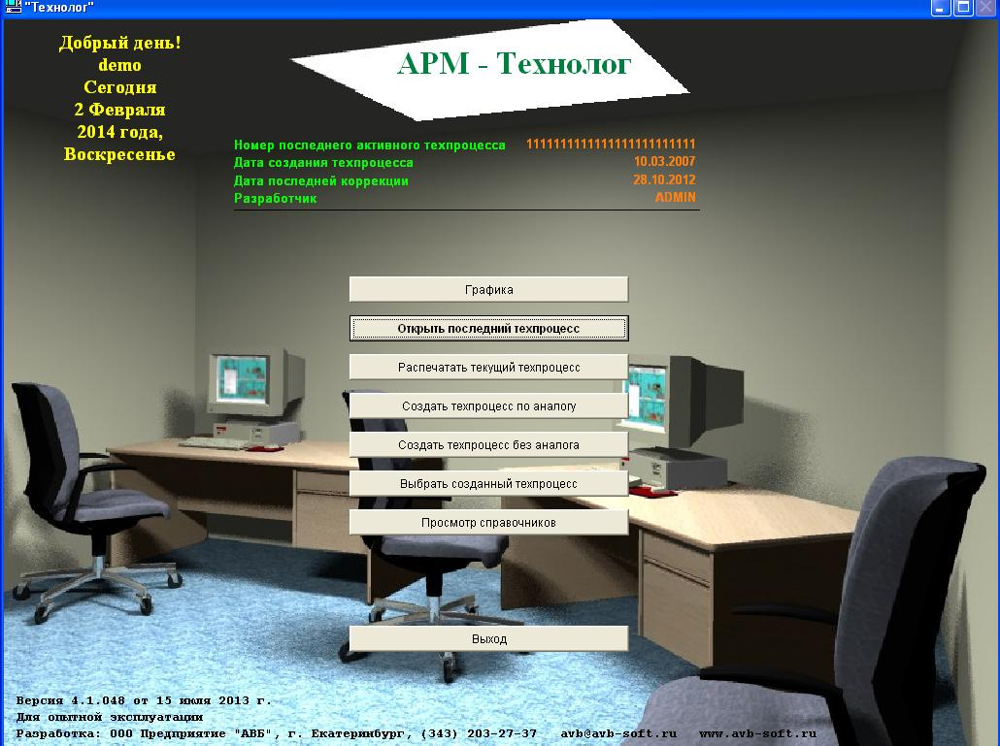 "Технолог"
Добрый день!
demo
Сегодня
2 Февраля
2014 года,
Воскресенье
АРМ - Технолог
Номер последнего активного техпроцесса 1111111111111111111111111
Дата создания техпроцесса 10.03.2007
Дата последней коррекции 28.10.2012
Разработчик ADMIN
Графика
Открыть последний техпроцесс
Распечатать текущий техпроцесс
Создать техпроцесс по аналогу
Создать техпроцесс без аналога
Выбрать созданный техпроцесс
Просмотр справочников
Выход
Версия 4.1.048 от 15 июля 2013 г.
Для опытной эксплуатации
Разработка: ООО Предприятие "АВБ", г. Екатеринбург, (343) 203-27-37 avb@avb-soft.ru www.avb-soft.ru